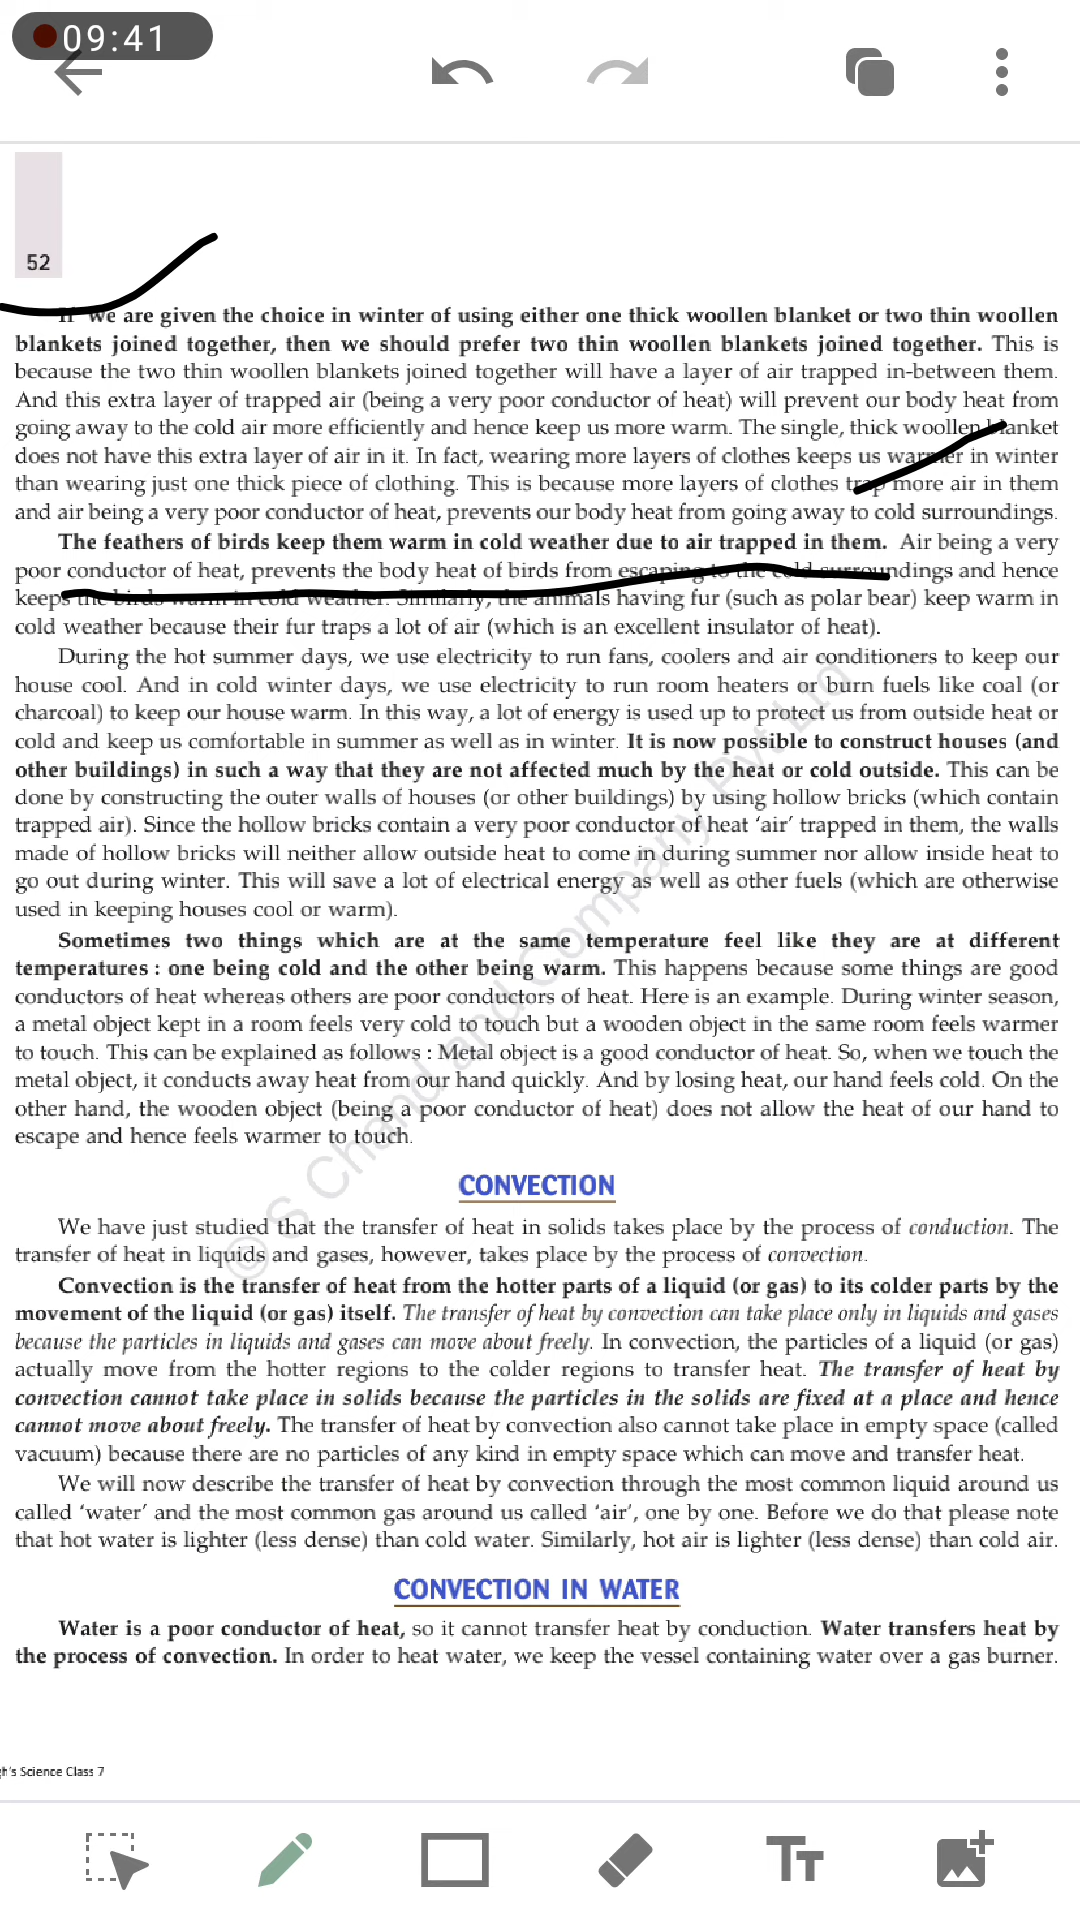 09:41
52
If we are given the choice in winter of using either one thick woollen blanket or two thin woollen
blankets joined together, then we should prefer two thin woollen blankets joined together. This is
because the two thin woollen blankets joined together will have a layer of air trapped in-between them.
And this extra layer of trapped air (being a very poor conductor of heat) will prevent our body heat from
going away to the cold air more efficiently and hence keep us more warm. The single, thick woollen blanket
does not have this extra layer of air in it. In fact, wearing more layers of clothes keeps us warmer in winter
than wearing just one thick piece of clothing. This is because more layers of clothes trap more air in them
and air being a very poor conductor of heat, prevents our body heat from going away to cold surroundings.
The feathers of birds keep them warm in cold weather due to air trapped in them. Air being a very
poor conductor of heat, prevents the body heat of birds from escaping to the cold surroundings and hence
keeps the birds warm in cold weather. Similarly, the animals having fur (such as polar bear) keep warm in
cold weather because their fur traps a lot of air (which is an excellent insulator of heat).
During the hot summer days, we use electricity to run fans, coolers and air conditioners to keep our
house cool. And in cold winter days, we use electricity to run room heaters or burn fuels like coal (or
charcoal) to keep our house warm. In this way, a lot of energy is used up to protect us from outside heat or
cold and keep us comfortable in summer as well as in winter. It is now possible to construct houses (and
other buildings) in such a way that they are not affected much by the heat or cold outside. This can be
done by constructing the outer walls of houses (or other buildings) by using hollow bricks (which contain
trapped air). Since the hollow bricks contain a very poor conductor of heat ‘air’ trapped in them, the walls
made of hollow bricks will neither allow outside heat to come in during summer nor allow inside heat to
go out during winter. This will save a lot of electrical energy as well as other fuels (which are otherwise
used in keeping houses cool or warm).
Sometimes two things which are at the same temperature feel like they are at different
temperatures : one being cold and the other being warm. This happens because some things are good
conductors of heat whereas others are poor conductors of heat. Here is an example. During winter season,
a metal object kept in a room feels very cold to touch but a wooden object in the same room feels warmer
to touch. This can be explained as follows : Metal object is a good conductor of heat. So, when we touch the
metal object, it conducts away heat from our hand quickly. And by losing heat, our hand feels cold. On the
other hand, the wooden object (being a poor conductor of heat) does not allow the heat of our hand to
escape and hence feels warmer to touch.
© S Chand and Company Pvt Ltd
CONVECTION
We have just studied that the transfer of heat in solids takes place by the process of conduction. The
transfer of heat in liquids and gases, however, takes place by the process of convection.
Convection is the transfer of heat from the hotter parts of a liquid (or gas) to its colder parts by the
movement of the liquid (or gas) itself. The transfer of heat by convection can take place only in liquids and gases
because the particles in liquids and gases can move about freely. In convection, the particles of a liquid (or gas)
actually move from the hotter regions to the colder regions to transfer heat. The transfer of heat by
convection cannot take place in solids because the particles in the solids are fixed at a place and hence
cannot move about freely. The transfer of heat by convection also cannot take place in empty space (called
vacuum) because there are no particles of any kind in empty space which can move and transfer heat.
We will now describe the transfer of heat by convection through the most common liquid around us
called ‘water’ and the most common gas around us called ‘air’, one by one. Before we do that please note
that hot water is lighter (less dense) than cold water. Similarly, hot air is lighter (less dense) than cold air.
CONVECTION IN WATER
Water is a poor conductor of heat, so it cannot transfer heat by conduction. Water transfers heat by
the process of convection. In order to heat water, we keep the vessel containing water over a gas burner.
gh's Science Class 7
TT